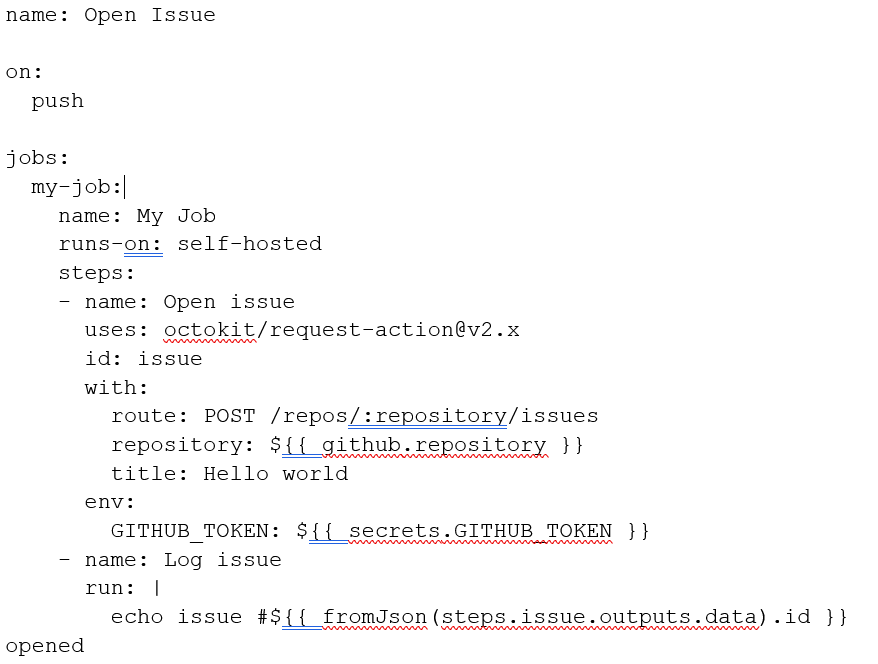 name: Open Issue
on:
  push
jobs:
  my-job:
    name: My Job
    runs-on: self-hosted
    steps:
    - name: Open issue
      uses: octokit/request-action@v2.x
      id: issue
      with:
        route: POST /repos/:repository/issues
        repository: ${{ github.repository }}
        title: Hello world
      env:
        GITHUB_TOKEN: ${{ secrets.GITHUB_TOKEN }}
    - name: Log issue
      run: |
        echo issue #${{ fromJson(steps.issue.outputs.data).id }}
opened